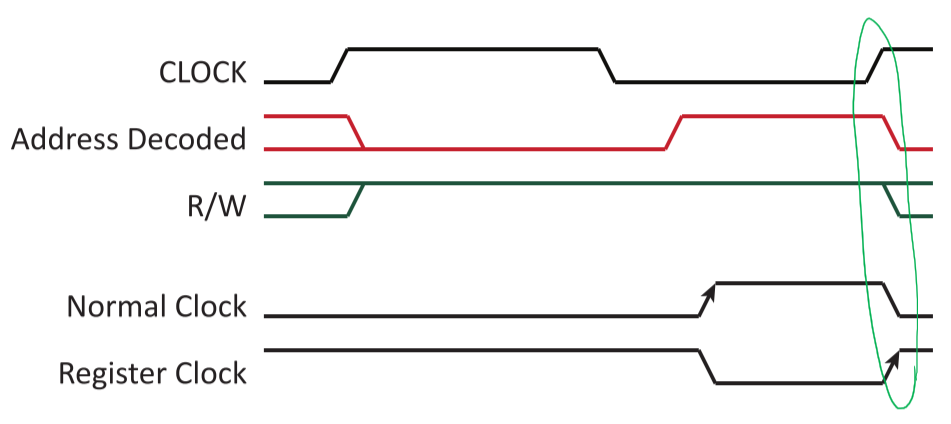 CLOCK
Address Decoded
R/W
Normal Clock
Register Clock